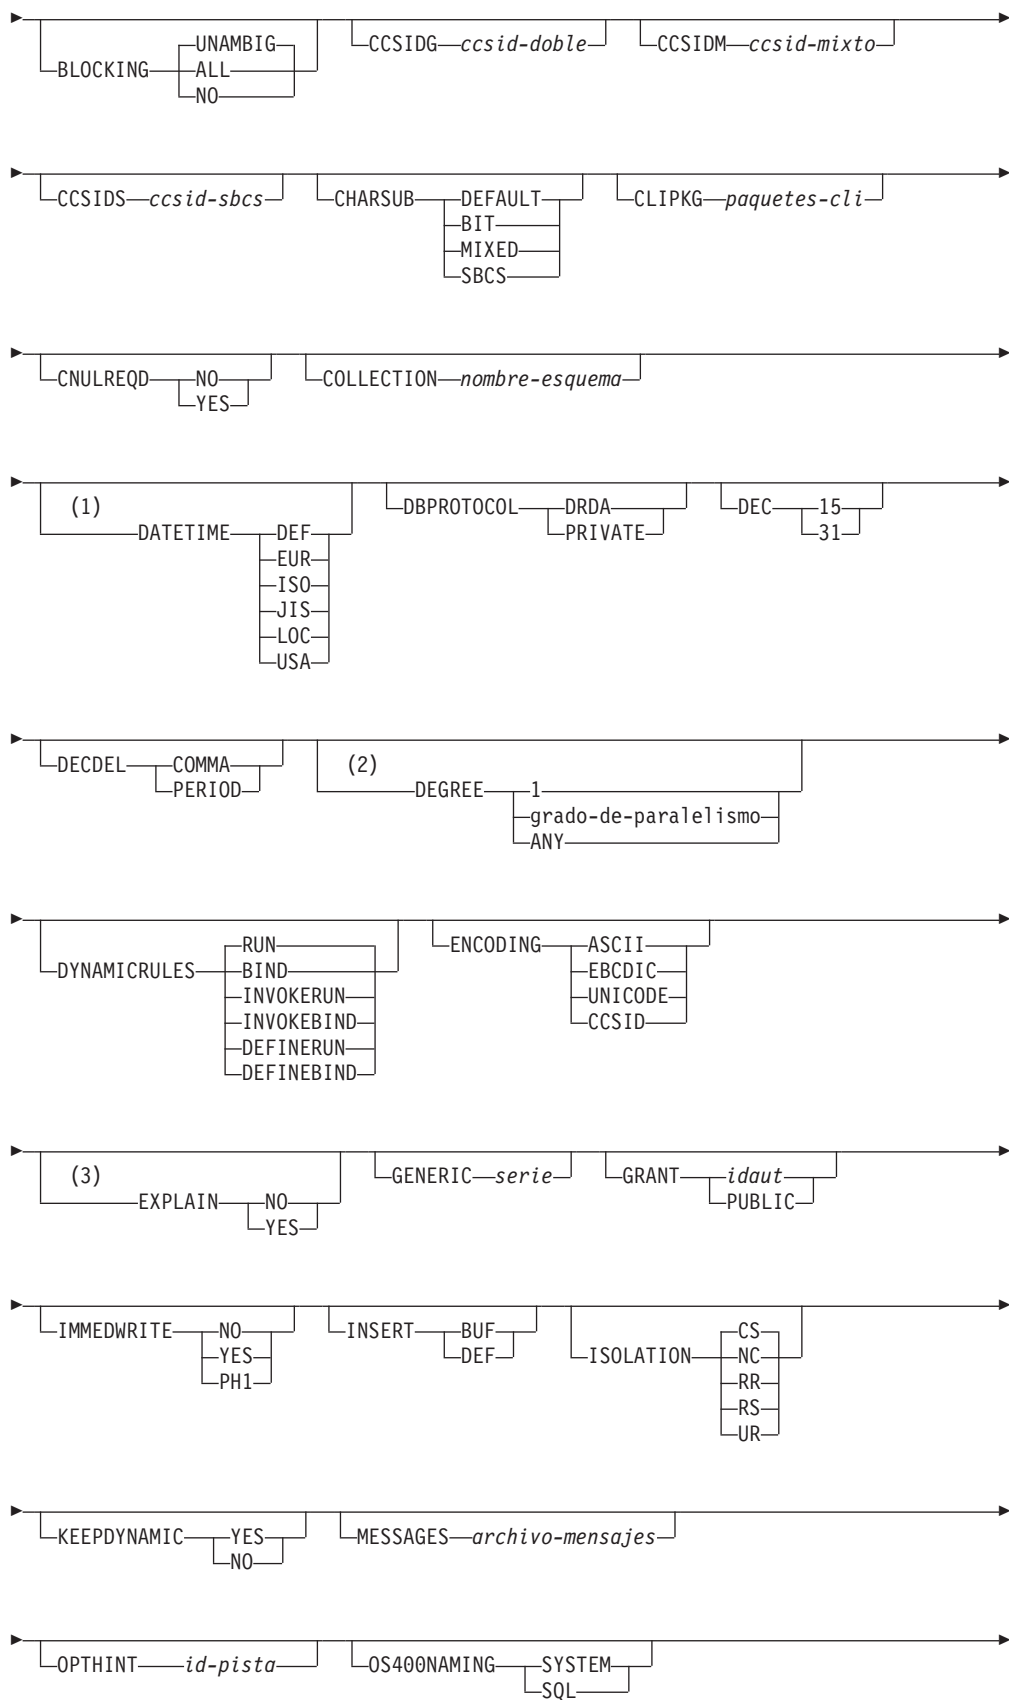 UNAMBIG CCSIDG ccsid-doble CCSIDM ccsid-mixto
BLOCKING ALL
NO
CCSIDS ccsid-sbcs CHARSUB DEFAULT CLIPKG paquetes-cli
BIT
MIXED
SBCS
CNULREQD NO COLLECTION nombre-esquema
YES
(1) DBPROTOCOL DRDA DEC 15
DATETIME DEF PRIVATE 31
EUR
ISO
JIS
LOC
USA
DECDEL COMMA (2)
PERIOD DEGREE 1
grado-de-paralelismo
ANY
RUN ENCODING ASCII
DYNAMICRULES BIND EBCDIC
INVOKERUN UNICODE
INVOKEBIND CCSID
DEFINERUN
DEFINEBIND
(3) GENERIC serie GRANT idaut
EXPLAIN NO PUBLIC
YES
IMMEDWRITE NO INSERT BUF CS
YES DEF ISOLATION NC
PH1 RR
RS
UR
KEEPDYNAMIC YES MESSAGES archivo-mensajes
NO
OPTHINT id-pista OS400NAMING SYSTEM
SQL